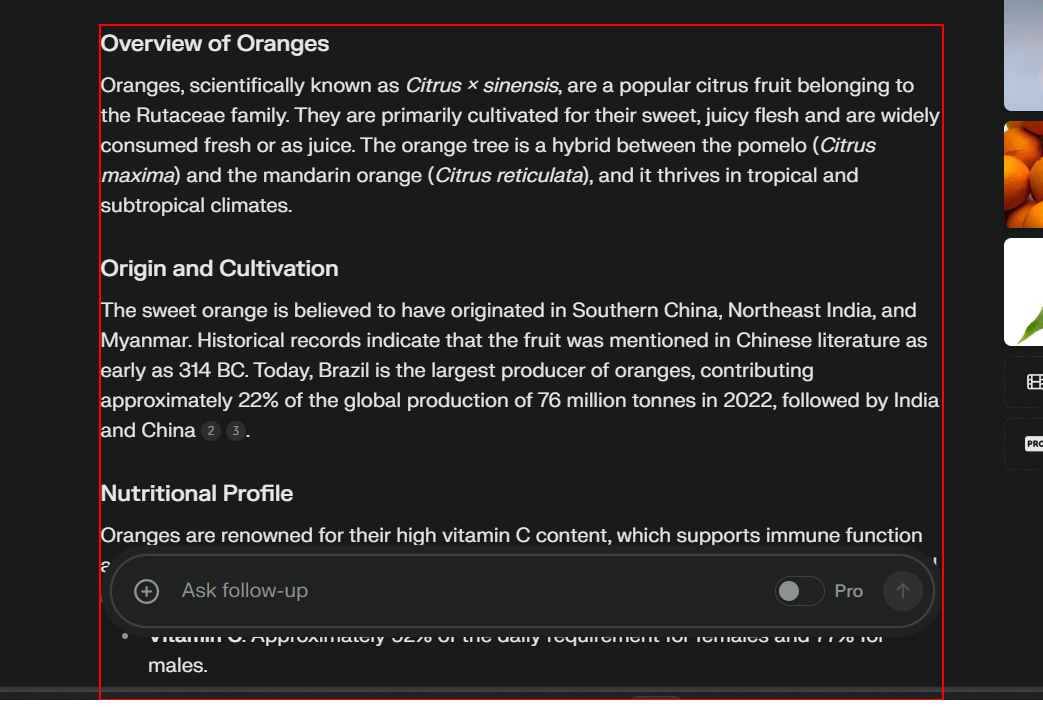 Overview of Oranges
Oranges, scientifically known as Citrus × sinensis, are a popular citrus fruit belonging to
the Rutaceae family. They are primarily cultivated for their sweet, juicy flesh and are widely
consumed fresh or as juice. The orange tree is a hybrid between the pomelo (Citrus
maxima) and the mandarin orange (Citrus reticulata), and it thrives in tropical and
subtropical climates.
Origin and Cultivation
The sweet orange is believed to have originated in Southern China, Northeast India, and
Myanmar. Historical records indicate that the fruit was mentioned in Chinese literature as
early as 314 BC. Today, Brazil is the largest producer of oranges, contributing
approximately 22% of the global production of 76 million tonnes in 2022, followed by India
and China 2 3.
PRO
Nutritional Profile
Oranges are renowned for their high vitamin C content, which supports immune function
Ask follow-up Pro
Vitamin C: Approximately 92% of the daily requirement for females and 77% for
males.